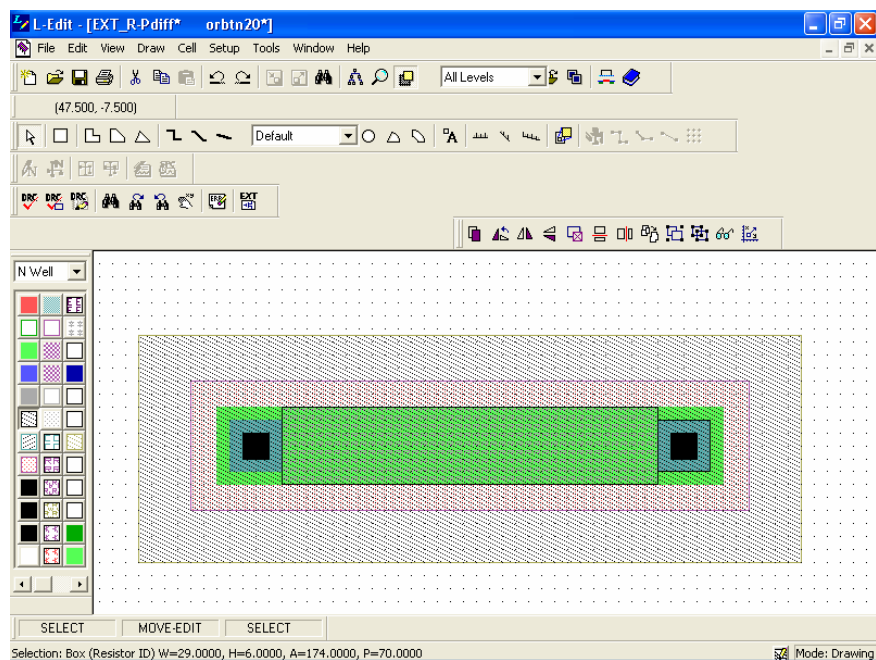 L-Edit - [EXT_R-Pdiff* orbtn20*]
File Edit View Draw Cell Setup Tools Window Help
All Levels
(47.500, -7.500)
Default
A
DRC DRC DRC ERC EXT
N Well
SELECT MOVE-EDIT SELECT
Selection: Box (Resistor ID) W=29.0000, H=6.0000, A=174.0000, P=70.0000 Mode: Drawing